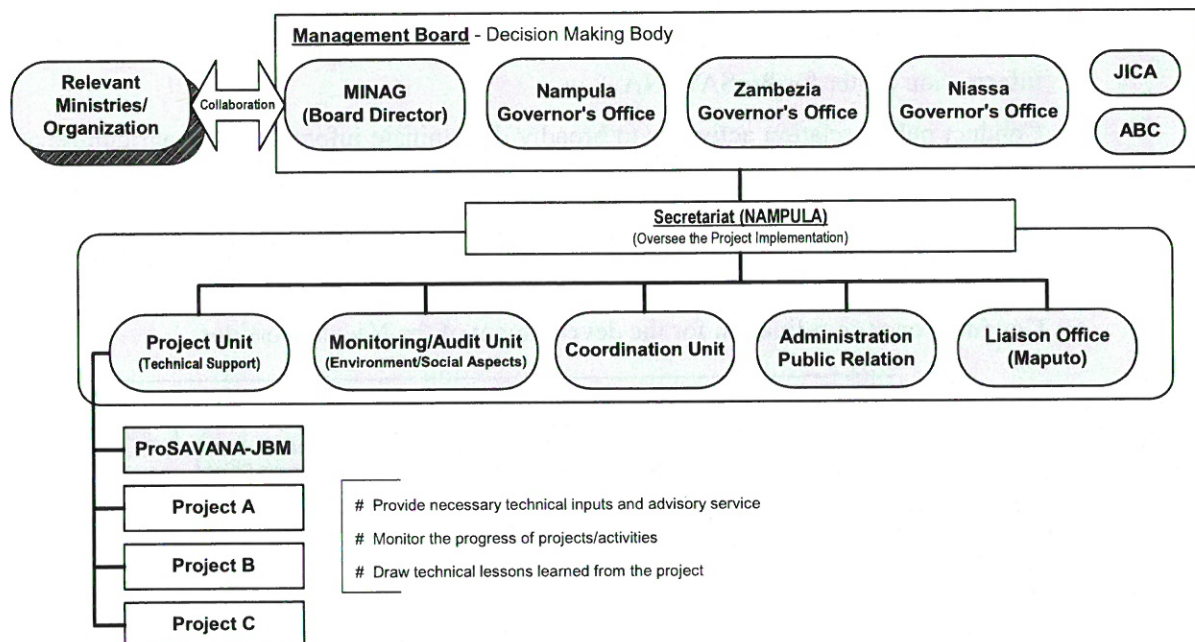 Management Board - Decision Making Body
Relevant
Ministries/
Organization
Collaboration
MINAG
(Board Director)
Nampula
Governor's Office
Zambezia
Governor's Office
Niassa
Governor's Office
JICA
ABC
Secretariat (NAMPULA)
(Oversee the Project Implementation)
Project Unit
(Technical Support)
Monitoring/Audit Unit
(Environment/Social Aspects)
Coordination Unit
Administration
Public Relation
Liaison Office
(Maputo)
ProSAVANA-JBM
Project A
Project B
Project C
# Provide necessary technical inputs and advisory service
# Monitor the progress of projects/activities
# Draw technical lessons learned from the project